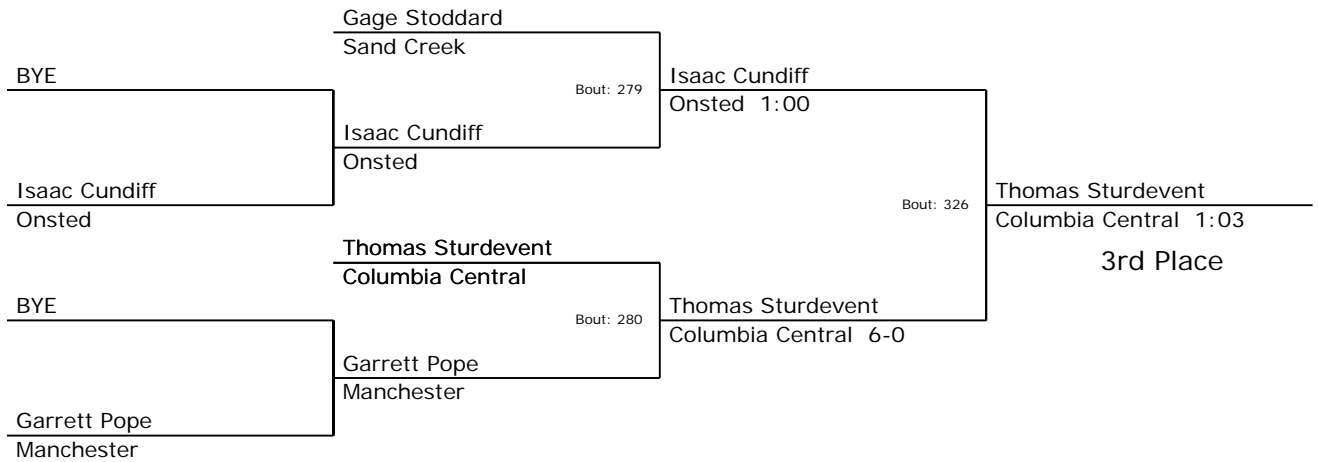 Gage Stoddard
Sand Creek
BYE
Bout: 279
Isaac Cundiff
Onsted 1:00
Isaac Cundiff
Onsted
Isaac Cundiff
Onsted
Bout: 326
Thomas Sturdevent
Columbia Central 1:03
3rd Place
Thomas Sturdevent
Columbia Central
BYE
Bout: 280
Thomas Sturdevent
Columbia Central 6-0
Garrett Pope
Manchester
Garrett Pope
Manchester